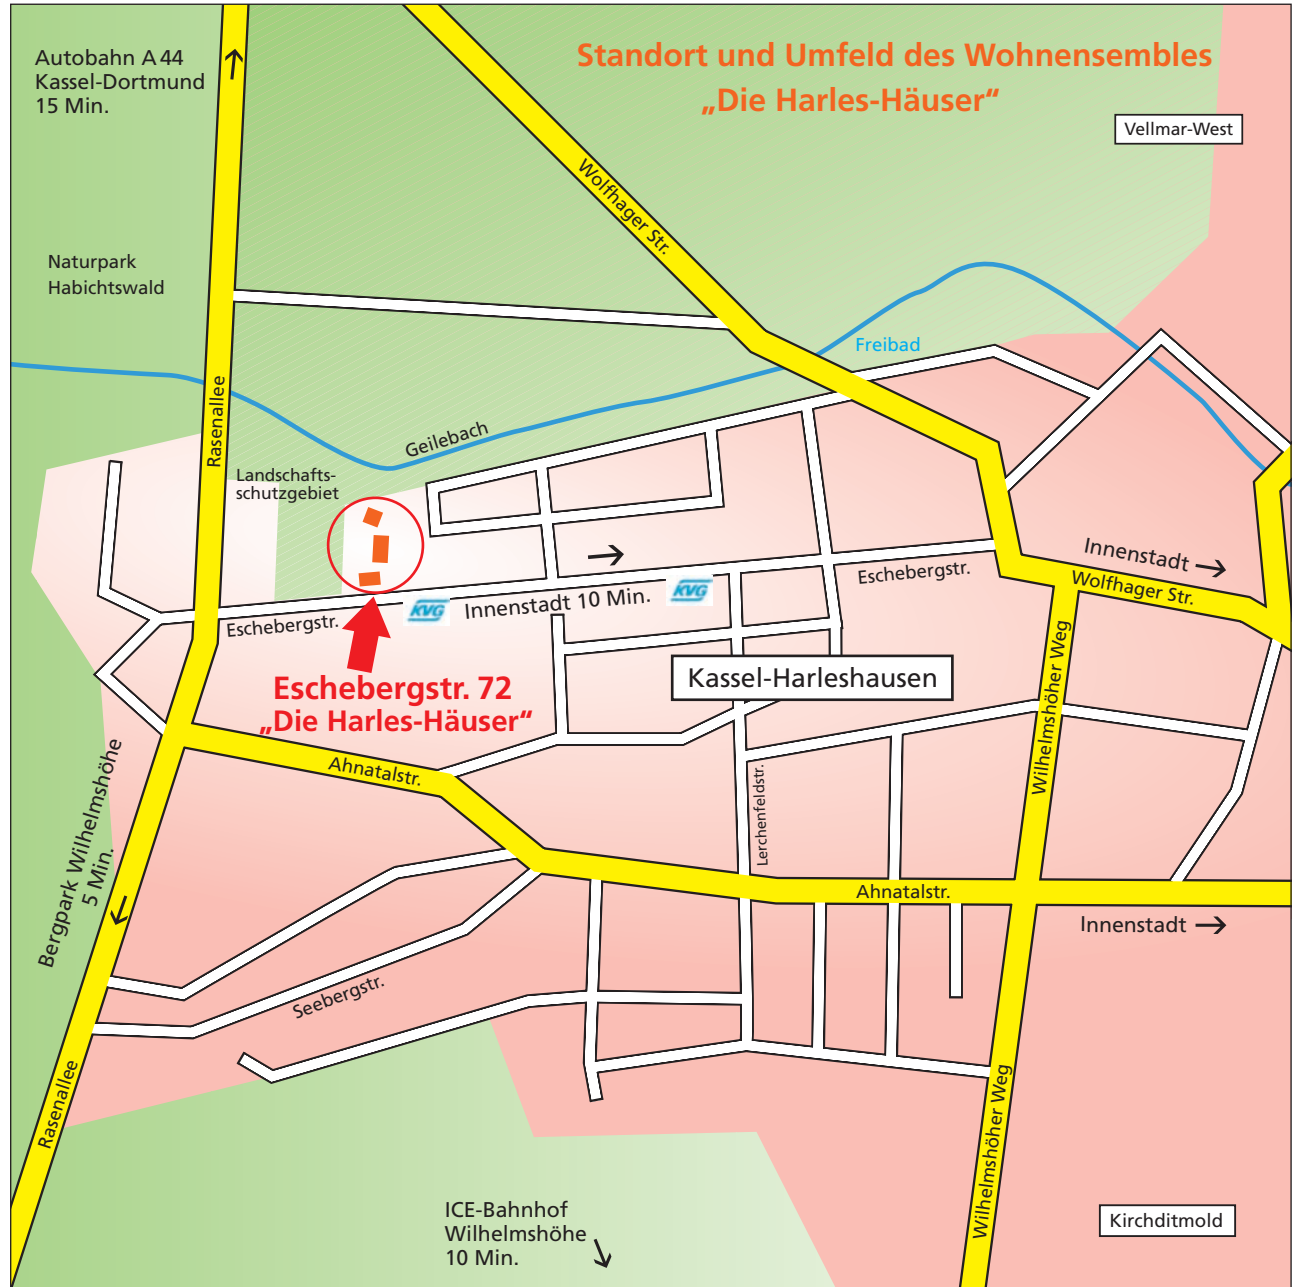 Standort und Umfeld des Wohnensembles
„Die Harles-Häuser“
Autobahn A 44
Kassel-Dortmund
15 Min.
Vellmar-West
Wolfhager Str.
Naturpark
Habichtswald
Freibad
Rasenallee
Geilebach
Landschafts-
schutzgebiet
Innenstadt
Wolfhager Str.
Eschebergstr.
KVG
Innenstadt 10 Min.
KVG
Eschebergstr.
Kassel-Harleshausen
Wilhelmshöher Weg
Eschebergstr. 72
„Die Harles-Häuser“
Ahnatalstr.
Lerchenfeldstr.
Bergpark Wilhelmshöhe
5 Min.
Ahnatalstr.
Innenstadt
Seebergstr.
Rasenallee
Wilhelmshöher Weg
ICE-Bahnhof
Wilhelmshöhe
10 Min.
Kirchditmold